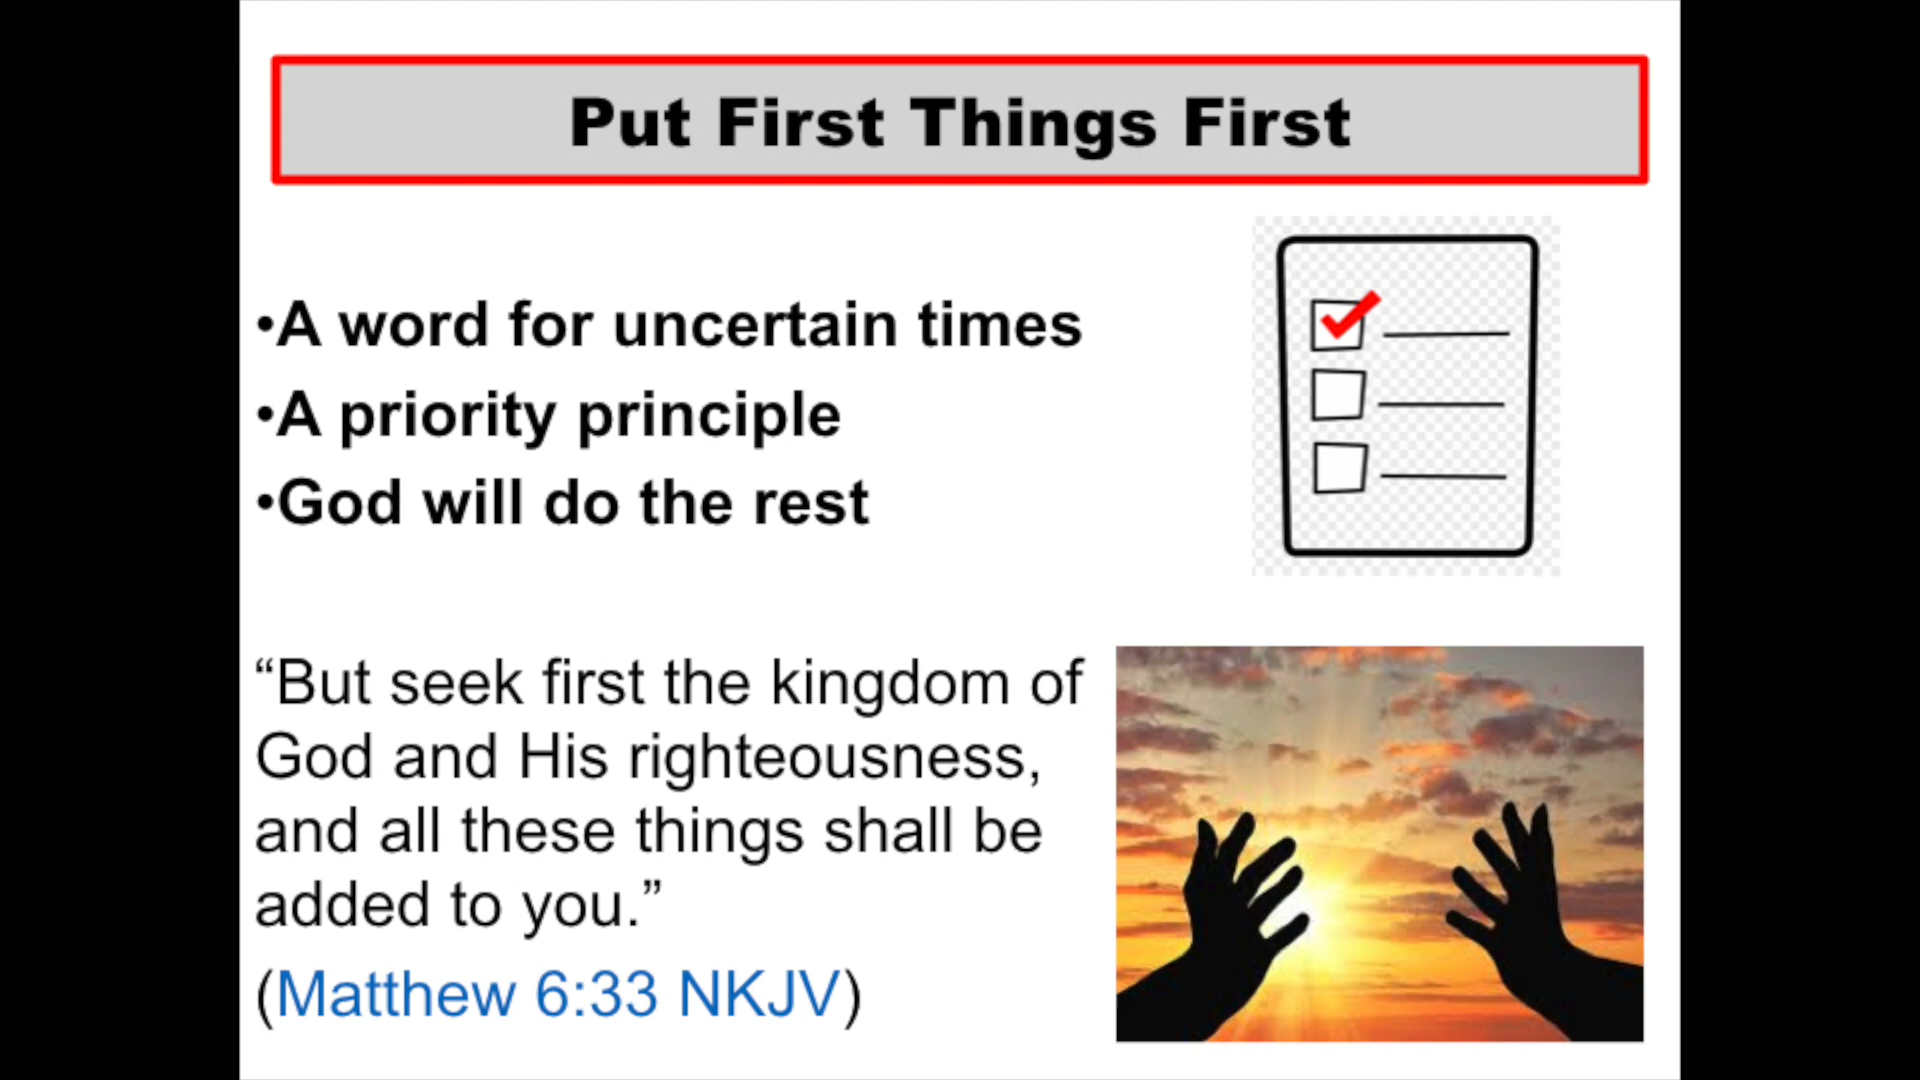 Put First Things First
•A word for uncertain times
•A priority principle
•God will do the rest
“But seek first the kingdom of
God and His righteousness,
and all these things shall be
added to you.”
(Matthew 6:33 NKJV)